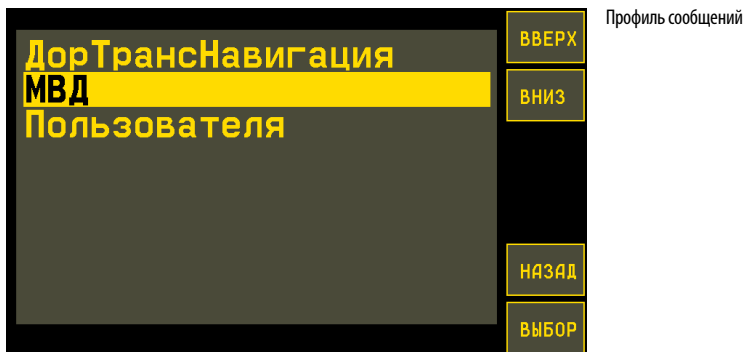 ДорТрансНавигация
МВД
Пользователя
ВВЕРХ
ВНИЗ
НАЗАД
ВЫБОР
Профиль сообщений